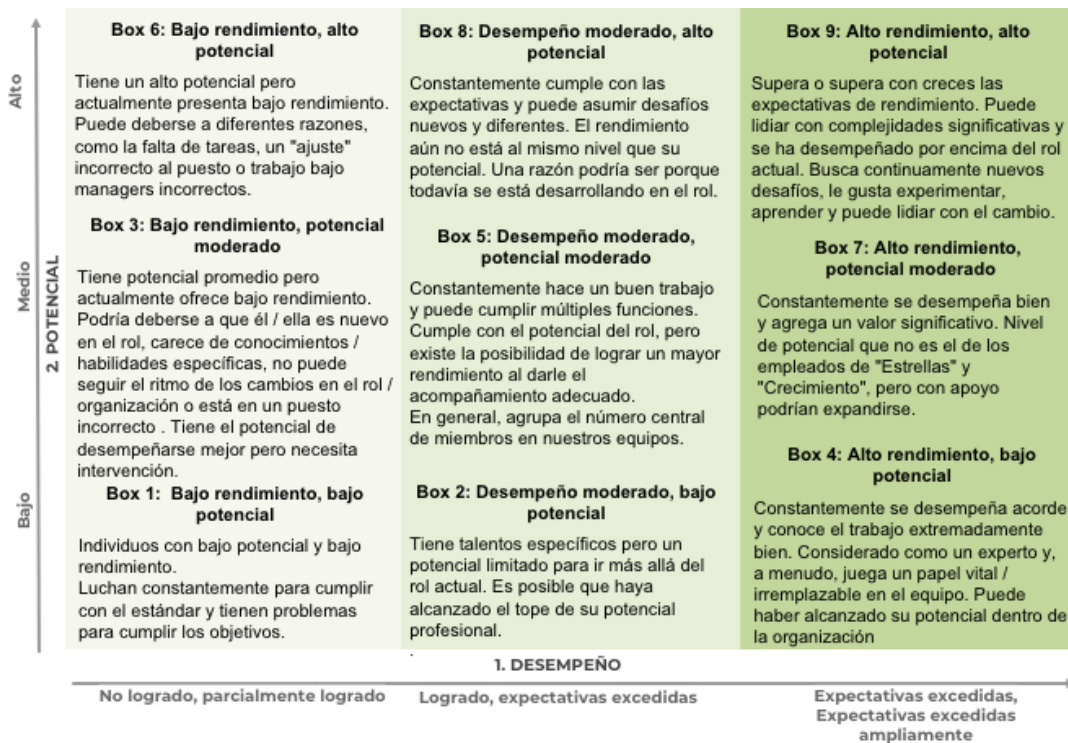 Alto
Medio
Bajo
2. POTENCIAL
Box 6: Bajo rendimiento, alto
potencial
Tiene un alto potencial pero
actualmente presenta bajo rendimiento.
Puede deberse a diferentes razones,
como la falta de tareas, un "ajuste"
incorrecto al puesto o trabajo bajo
managers incorrectos.
Box 8: Desempeño moderado, alto
potencial
Constantemente cumple con las
expectativas y puede asumir desafíos
nuevos y diferentes. El rendimiento
aún no está al mismo nivel que su
potencial. Una razón podría ser porque
todavía se está desarrollando en el rol.
Box 9: Alto rendimiento, alto
potencial
Supera o supera con creces las
expectativas de rendimiento. Puede
lidiar con complejidades significativas y
se ha desempeñado por encima del rol
actual. Busca continuamente nuevos
desafíos, le gusta experimentar,
aprender y puede lidiar con el cambio.
Box 3: Bajo rendimiento, potencial
moderado
Tiene potencial promedio pero
actualmente ofrece bajo rendimiento.
Podría deberse a que él / ella es nuevo
en el rol, carece de conocimientos /
habilidades específicas, no puede
seguir el ritmo de los cambios en el rol /
organización o está en un puesto
incorrecto . Tiene el potencial de
desempeñarse mejor pero necesita
intervención.
Box 5: Desempeño moderado,
potencial moderado
Constantemente hace un buen trabajo
y puede cumplir múltiples funciones.
Cumple con el potencial del rol, pero
existe la posibilidad de lograr un mayor
rendimiento al darle el
acompañamiento adecuado.
En general, agrupa el número central
de miembros en nuestros equipos.
Box 7: Alto rendimiento,
potencial moderado
Constantemente se desempeña bien
y agrega un valor significativo. Nivel
de potencial que no es el de los
empleados de "Estrellas" y
"Crecimiento", pero con apoyo
podrían expandirse.
Box 1: Bajo rendimiento, bajo
potencial
Individuos con bajo potencial y bajo
rendimiento.
Luchan constantemente para cumplir
con el estándar y tienen problemas
para cumplir los objetivos.
Box 2: Desempeño moderado, bajo
potencial
Tiene talentos específicos pero un
potencial limitado para ir más allá del
rol actual. Es posible que haya
alcanzado el tope de su potencial
profesional.
.
Box 4: Alto rendimiento, bajo
potencial
Constantemente se desempeña acorde
y conoce el trabajo extremadamente
bien. Considerado como un experto y,
a menudo, juega un papel vital /
irremplazable en el equipo. Puede
haber alcanzado su potencial dentro de
la organización
1. DESEMPEÑO
No logrado, parcialmente logrado
Logrado, expectativas excedidas
Expectativas excedidas,
Expectativas excedidas
ampliamente